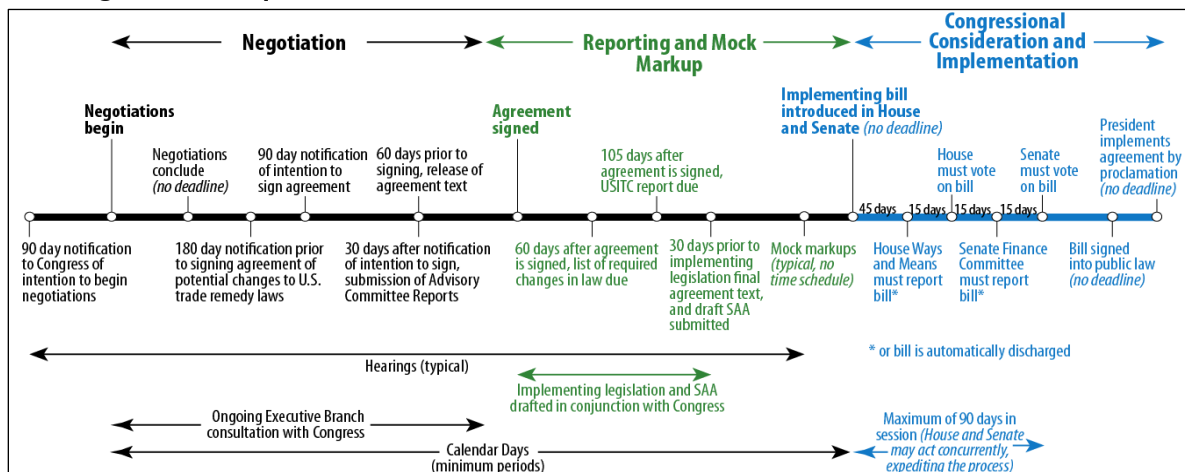 Negotiation
Reporting and Mock
Markup
Congressional
Consideration and
Implementation
Negotiations
begin
Agreement
signed
Implementing bill
introduced in House
and Senate (no deadline)
Negotiations
conclude
(no deadline)
90 day notification
of intention to
sign agreement
60 days prior to
signing, release of
agreement text
105 days after
agreement is signed,
USITC report due
House
must vote
on bill
Senate
must vote
on bill
President
implements
agreement by
proclamation
(no deadline)
45 days
15 days
15 days
15 days
90 day notification
to Congress of
intention to begin
negotiations
180 day notification prior
to signing agreement of
potential changes to U.S.
trade remedy laws
30 days after notification
of intention to sign,
submission of Advisory
Committee Reports
60 days after agreement
is signed, list of required
changes in law due
30 days prior to
implementing
legislation final
agreement text,
and draft SAA
submitted
Mock markups
(typical, no
time schedule)
House Ways
and Means
must report
bill*
Senate Finance
Committee
must report
bill*
Bill signed
into public law
(no deadline)
* or bill is automatically discharged
Hearings (typical)
Implementing legislation and SAA
drafted in conjunction with Congress
Ongoing Executive Branch
consultation with Congress
Calendar Days
(minimum periods)
Maximum of 90 days in
session (House and Senate
may act concurrently,
expediting the process)